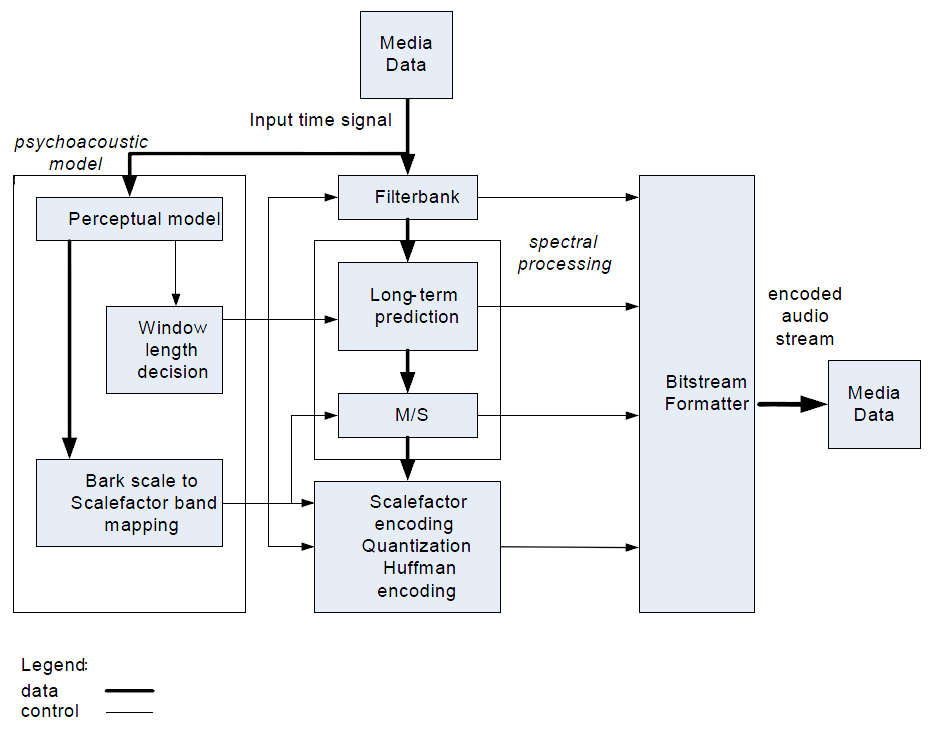 Media
Data
Input time signal
psychoacoustic
model
Perceptual model
Filterbank
spectral
processing
Long-term
prediction
Window
length
decision
encoded
audio
stream
Bitstream
Formatter
Media
Data
M/S
Bark scale to
Scalefactor band
mapping
Scalefactor
encoding
Quantization
Huffman
encoding
Legend:
data
control